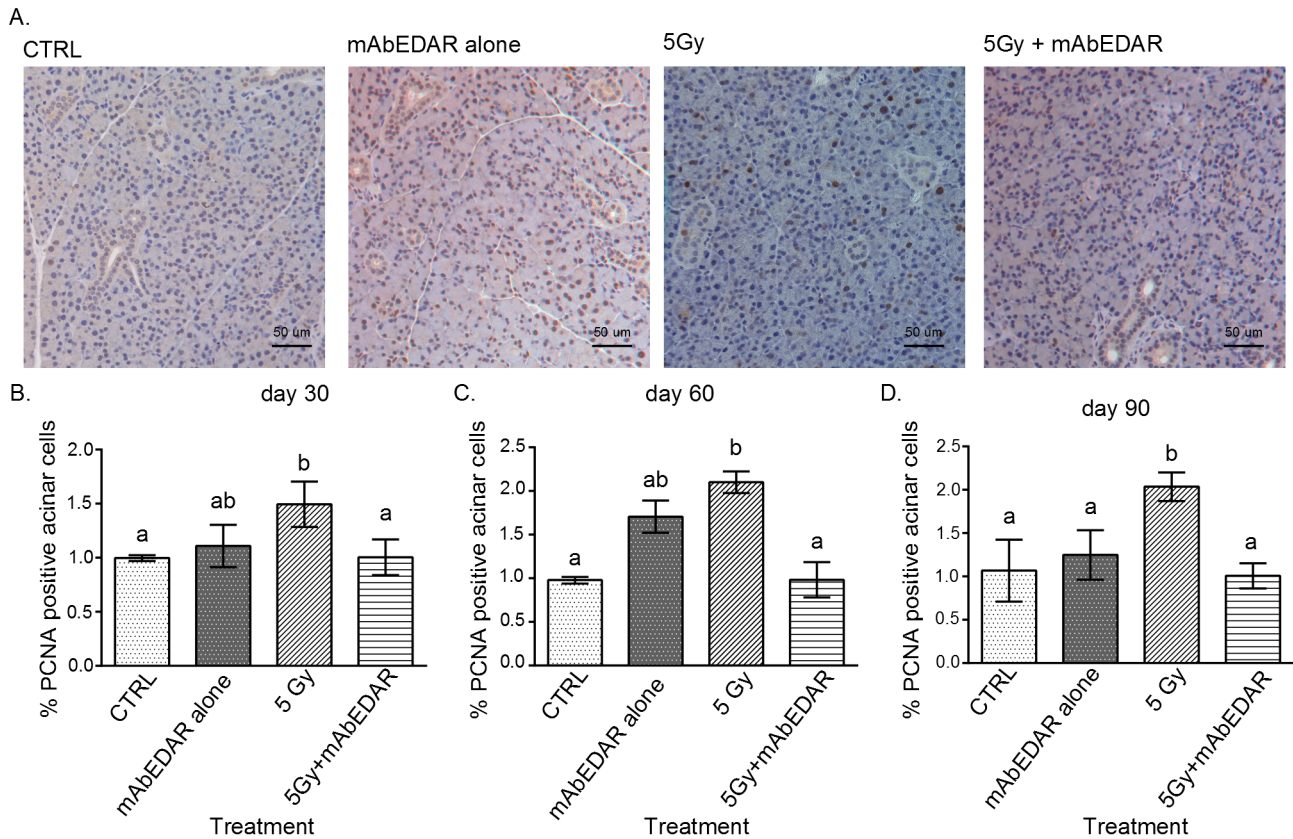 A.
CTRL
mAbEDAR alone
5Gy
5Gy + mAbEDAR
50 um
50 um
50 um
50 um
B.
day 30
% PCNA positive acinar cells
2.0
1.5
1.0
0.5
0.0
a
ab
b
a
CTRL
mAbEDAR alone
5 Gy
5Gy+mAbEDAR
Treatment
C.
day 60
% PCNA positive acinar cells
2.5
2.0
1.5
1.0
0.5
0.0
a
ab
b
a
CTRL
mAbEDAR alone
5 Gy
5Gy+mAbEDAR
Treatment
D.
day 90
% PCNA positive acinar cells
2.5
2.0
1.5
1.0
0.5
0.0
a
a
b
a
CTRL
mAbEDAR alone
5 Gy
5Gy+mAbEDAR
Treatment